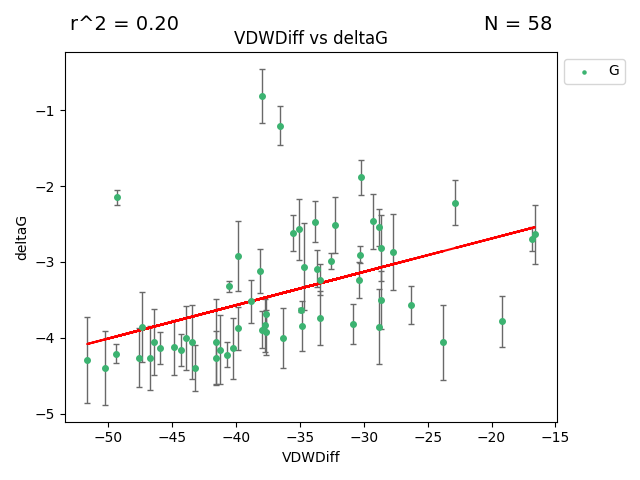 r^2 = 0.20
N = 58
VDWDiff vs deltaG
G
−1
−2
−3
−4
−5
deltaG
−50 −45 −40 −35 −30 −25 −20 −15
VDWDiff